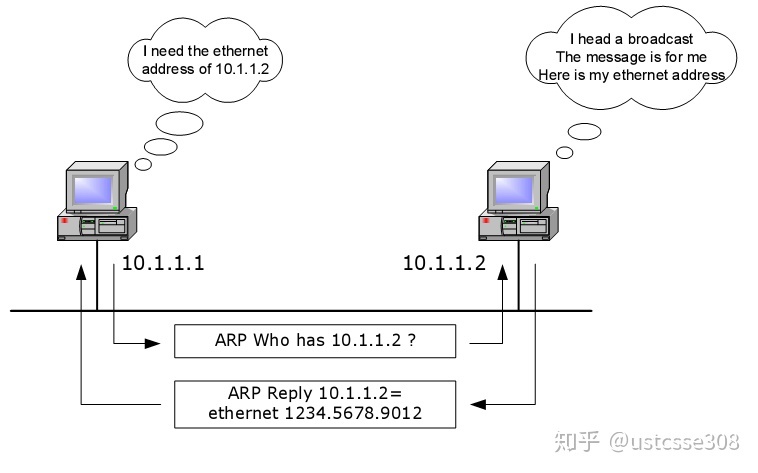 I need the ethernet
address of 10.1.1.2
I head a broadcast
The message is for me
Here is my ethernet address
10.1.1.1
10.1.1.2
ARP Who has 10.1.1.2 ?
ARP Reply 10.1.1.2=
ethernet 1234.5678.9012
知乎 @ustcsse308